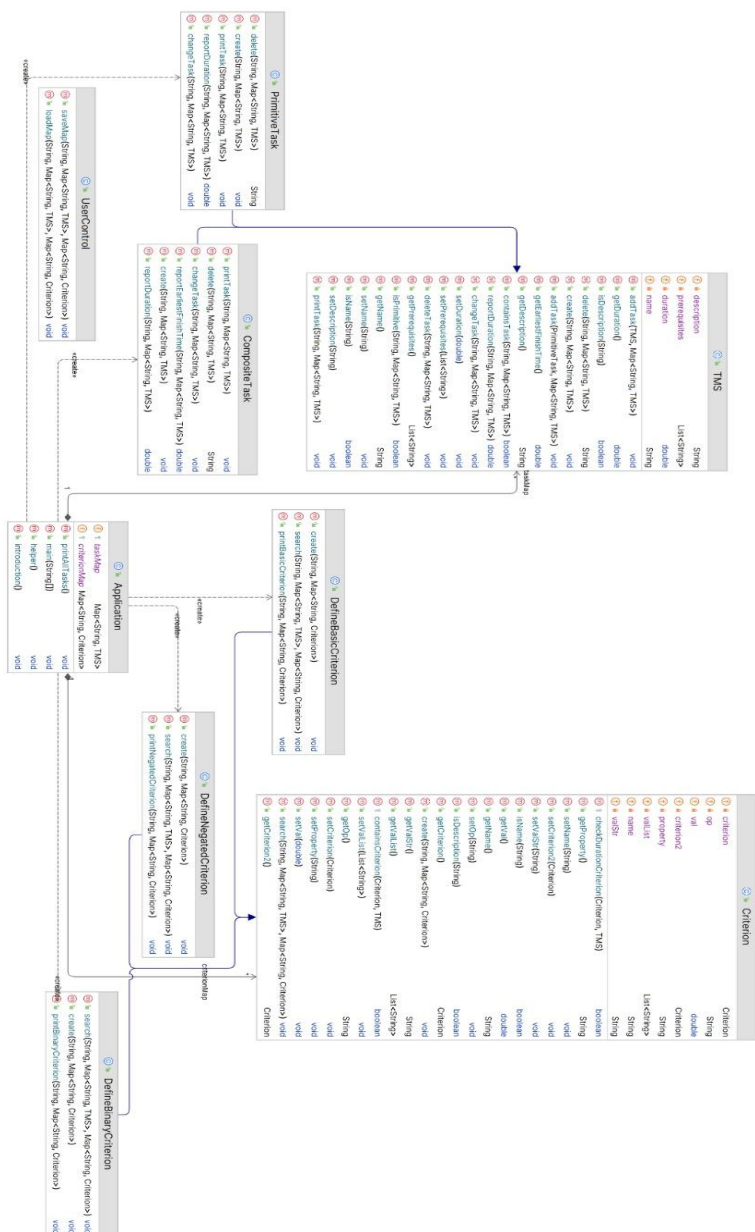 TMS
description String
prerequisites List<String>
duration double
name String
addTask(TMS, Map<String, TMS>) void
getDuration() double
isDescription(String) boolean
delete(String, Map<String, TMS>) String
create(String, Map<String, TMS>) void
getEarliestFinishTime() double
addTask(PrimitiveTask, Map<String, TMS>) void
getDescription() String
containsTask(String, Map<String, TMS>) boolean
reportDuration(String, Map<String, TMS>) double
changeTask(String, Map<String, TMS>) void
setDuration(double) void
setPrerequisites(List<String>) void
deleteTask(String, Map<String, TMS>) void
getPrerequisites() List<String>
isPrimitive(String, Map<String, TMS>) boolean
getName() String
setName(String) void
isName(String) boolean
setDescription(String) void
printTask(String, Map<String, TMS>) void
Criterion
criterion Criterion
op String
val double
criterion2 Criterion
property String
valList List<String>
name String
valStr String
checkDurationCriterion(Criterion, TMS) boolean
getProperty() String
setName(String) void
setCriterion2(Criterion) void
setValStr(String) void
isName(String) boolean
getVal() double
getName() String
setOp(String) void
isDescription(String) boolean
getCriterion() Criterion
create(String, Map<String, Criterion>) void
getValStr() String
getValList() List<String>
containsCriterion(Criterion, TMS) boolean
setValList(List<String>) void
getOp() String
setCriterion(Criterion) void
setProperty(String) void
setVal(double) void
search(String, Map<String, TMS>, Map<String, Criterion>) void
getCriterion2() Criterion
PrimitiveTask
delete(String, Map<String, TMS>) String
create(String, Map<String, TMS>) void
printTask(String, Map<String, TMS>) void
reportDuration(String, Map<String, TMS>) double
changeTask(String, Map<String, TMS>) void
CompositeTask
printTask(String, Map<String, TMS>) void
delete(String, Map<String, TMS>) String
changeTask(String, Map<String, TMS>) void
reportEarliestFinishTime(String, Map<String, TMS>) double
create(String, Map<String, TMS>) void
reportDuration(String, Map<String, TMS>) double
DefineBasicCriterion
create(String, Map<String, Criterion>) void
search(String, Map<String, TMS>, Map<String, Criterion>) void
printBasicCriterion(String, Map<String, Criterion>) void
DefineNegatedCriterion
create(String, Map<String, Criterion>) void
search(String, Map<String, TMS>, Map<String, Criterion>) void
printNegatedCriterion(String, Map<String, Criterion>) void
UserControl
saveMap(String, Map<String, TMS>, Map<String, Criterion>) void
loadMap(String, Map<String, TMS>, Map<String, Criterion>) void
Application
taskMap Map<String, TMS>
criterionMap Map<String, Criterion>
printAllTasks() void
main(String[]) void
helper() void
introduction() void
DefineBinaryCriterion
search(String, Map<String, TMS>, Map<String, Criterion>) void
create(String, Map<String, Criterion>) void
printBinaryCriterion(String, Map<String, Criterion>) void
taskMap
criterionMap
1
«create»
«create»
«create»
«create»
«create»